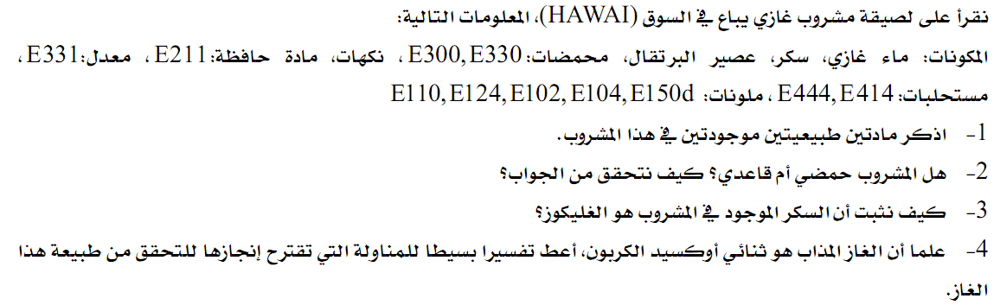 نقرأ على لصيقة مشروب غازي يباع في السوق (HAWAI)، المعلومات التالية:
المكونات: ماء غازي، سكر، عصير البرتقال، محمضات: E300, E330 ، نكهات، مادة حافظة: E211 ، معدل: E331 ،
مستحلبات: E444, E414 ، ملونات: E110, E124, E102, E104, E150d
1- اذكر مادتين طبيعيتين موجودتين في هذا المشروب.
2- هل المشروب حمضي أم قاعدي؟ كيف نتحقق من الجواب؟
3- كيف نثبت أن السكر الموجود في المشروب هو الغليكوز؟
4- علما أن الغاز المذاب هو ثنائي أوكسيد الكربون، أعط تفسيرا بسيطا للمناولة التي تقترح إنجازها للتحقق من طبيعة هذا
الغاز.